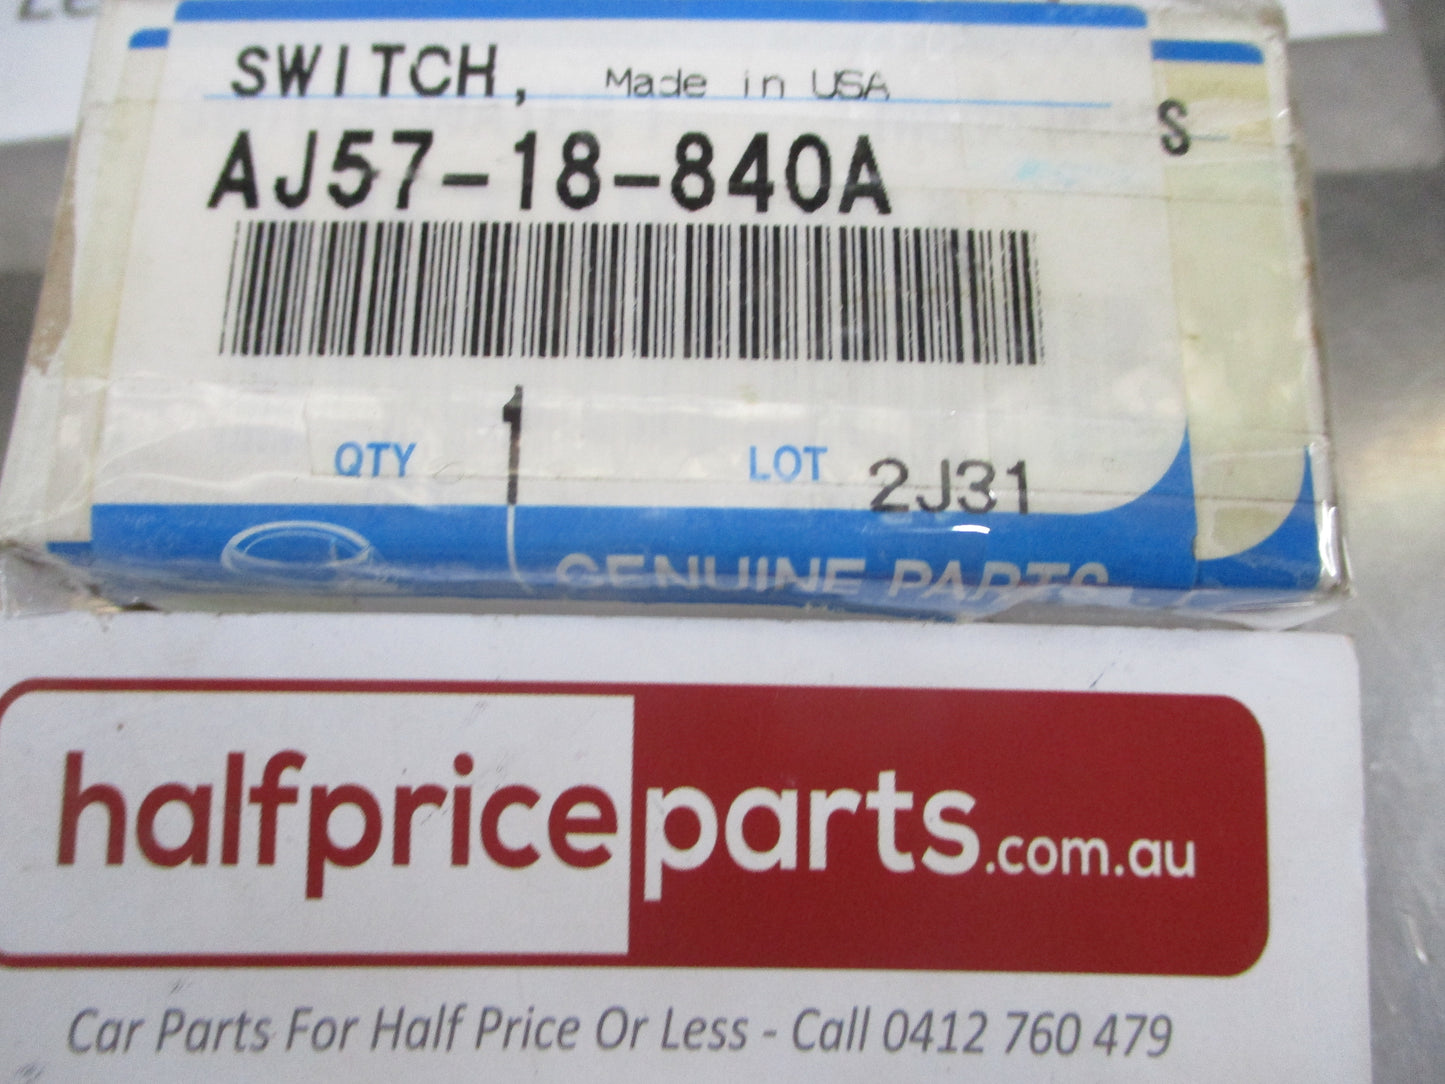 SWITCH, Made in USA
S
AJ57-18-840A
QTY 1 LOT 2J31
GENUINE PARTS
halfpriceparts.com.au
Car Parts For Half Price Or Less - Call 0412 760 479